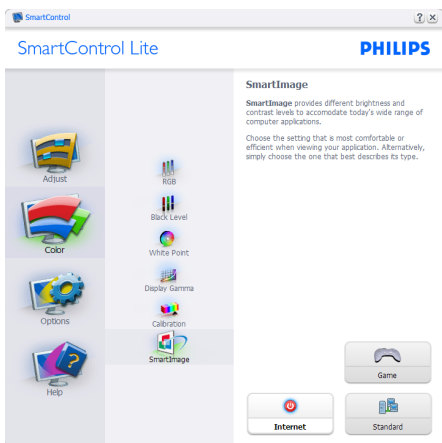 SmartControl
SmartControl Lite
PHILIPS
Adjust
Color
Options
Help
RGB
Black Level
White Point
Display Gamma
Calibration
SmartImage
SmartImage
SmartImage provides different brightness and
contrast levels to accomodate today's wide range of
computer applications.
Choose the setting that is most comfortable or
efficient when viewing your application. Alternatively,
simply choose the one that best describes its type.
Game
Internet
Standard